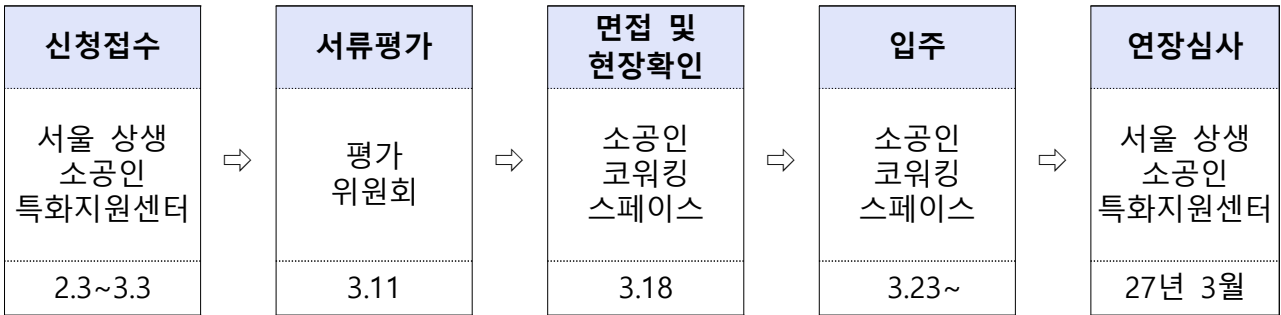 신청접수
서울 상생
소공인
특화지원센터
2.3~3.3
⇨
서류평가
평가
위원회
3.11
⇨
면접 및
현장확인
소공인
코워킹
스페이스
3.18
⇨
입주
소공인
코워킹
스페이스
3.23~
⇨
연장심사
서울 상생
소공인
특화지원센터
27년 3월